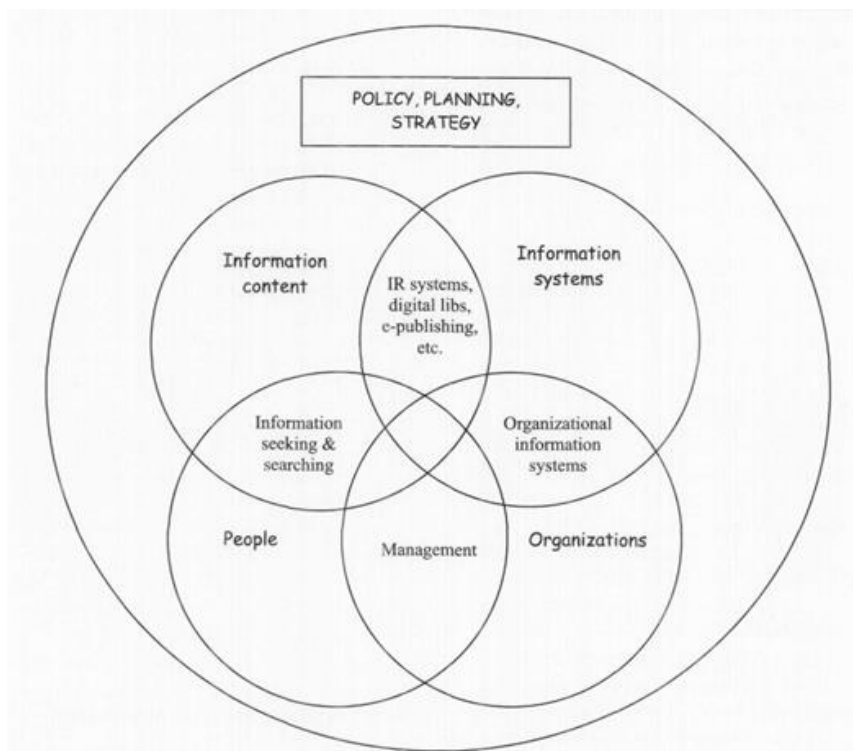 POLICY, PLANNING,
STRATEGY
Information
content
IR systems,
digital libs,
e-publishing,
etc.
Information
systems
Information
seeking &
searching
Organizational
information
systems
People
Management
Organizations